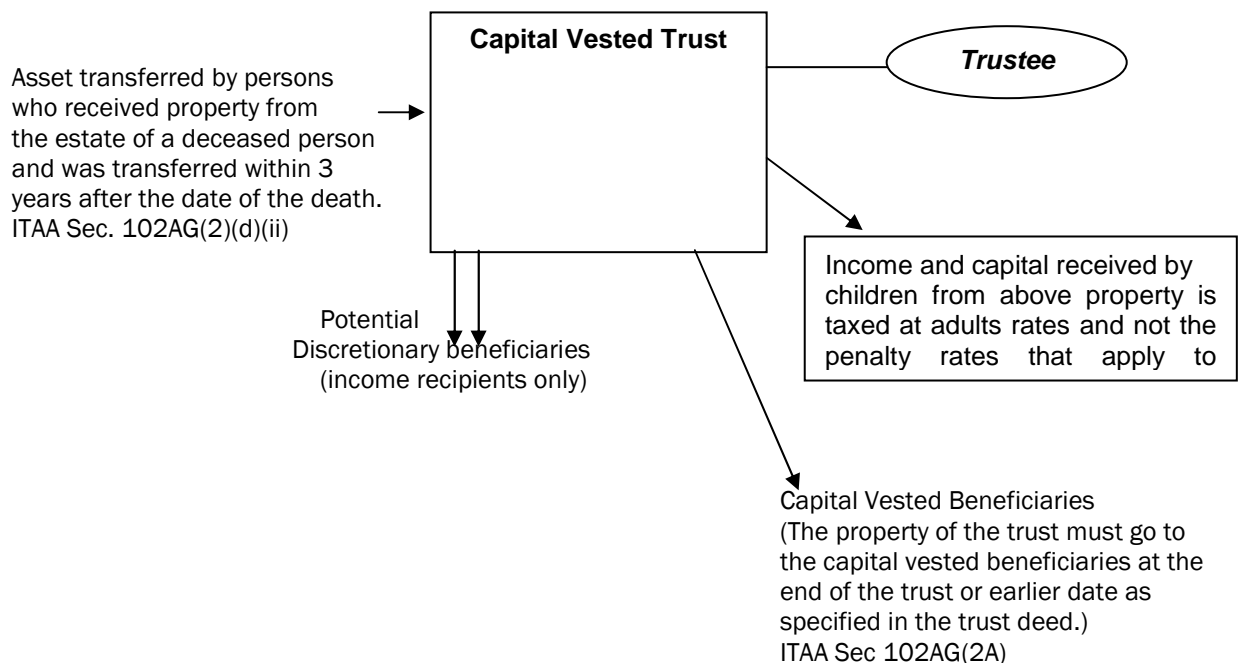 Capital Vested Trust
Trustee
Asset transferred by persons
who received property from
the estate of a deceased person
and was transferred within 3
years after the date of the death.
ITAA Sec. 102AG(2)(d)(ii)
Income and capital received by
children from above property is
taxed at adults rates and not the
penalty rates that apply to
Potential
Discretionary beneficiaries
(income recipients only)
Capital Vested Beneficiaries
(The property of the trust must go to
the capital vested beneficiaries at the
end of the trust or earlier date as
specified in the trust deed.)
ITAA Sec 102AG(2A)